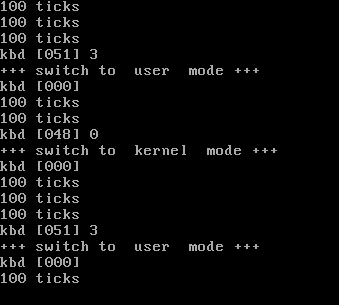 100 ticks
100 ticks
100 ticks
kbd [051] 3
+++ switch to  user  mode +++
kbd [000]
100 ticks
100 ticks
kbd [048] 0
+++ switch to  kernel  mode +++
kbd [000]
100 ticks
100 ticks
100 ticks
kbd [051] 3
+++ switch to  user  mode +++
kbd [000]
100 ticks